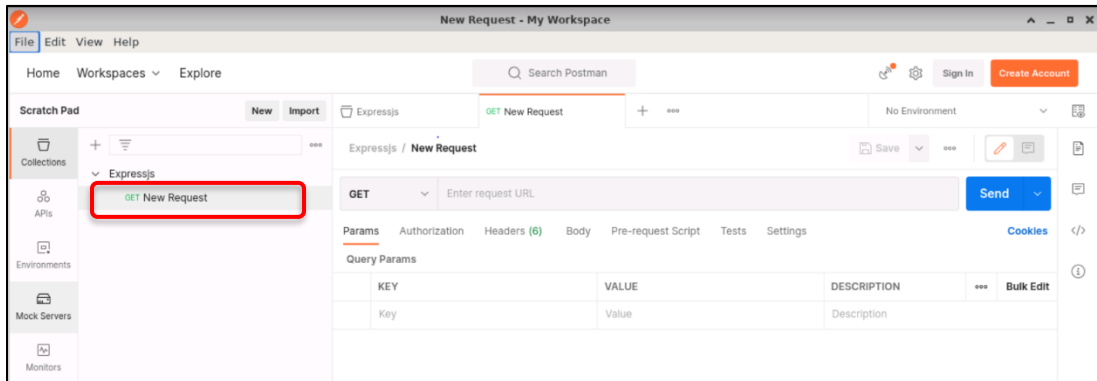 New Request - My Workspace
File Edit View Help
Home Workspaces Explore Search Postman Sign In Create Account
Scratch Pad New Import Expressjs GET New Request No Environment
Collections
Expressjs / New Request Save
Expressjs
GET New Request
APIs
GET Enter request URL Send
Params Authorization Headers (6) Body Pre-request Script Tests Settings Cookies
Environments
Query Params
KEY VALUE DESCRIPTION Bulk Edit
Mock Servers
Key Value Description
Monitors